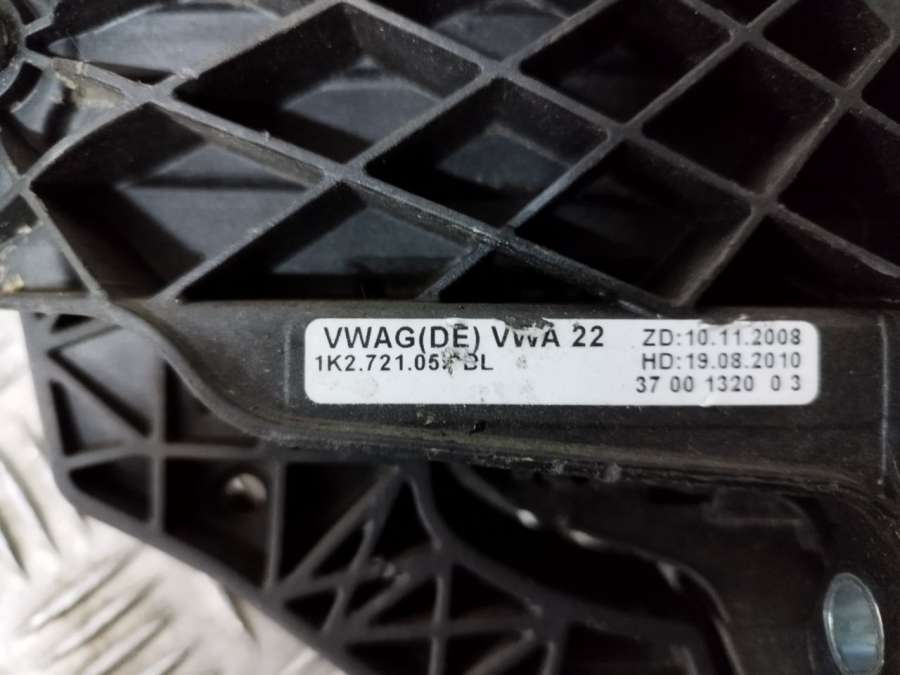 VWAG(DE) VWA 22
ZD:10.11.2008
BL
HD:19.08.2010
37 00 1320 0 3